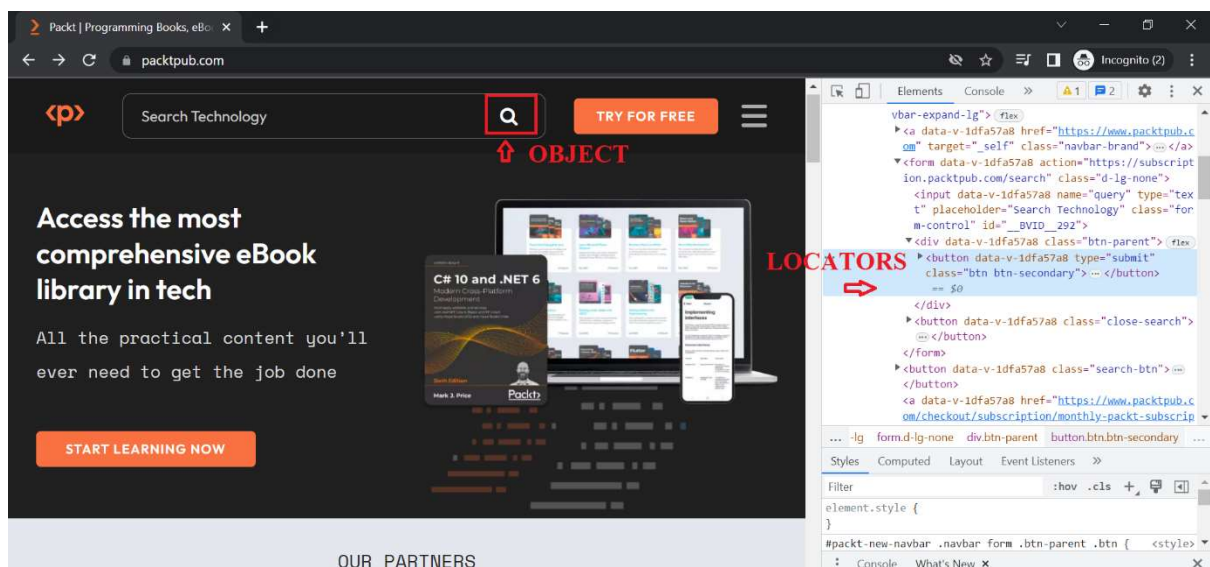 Packt | Programming Books, eBo
packtpub.com
Incognito (2)
<p>
Search Technology
TRY FOR FREE
OBJECT
Access the most
comprehensive eBook
library in tech
All the practical content you'll
ever need to get the job done
START LEARNING NOW
C# 10 and .NET 6
Modern Cross-Platform
Development
Sixth Edition
Mark J. Price
Packt>
Implementing
Interfaces
OUR PARTNERS
LOCATORS
Elements Console » 1 2
vbar-expand-lg"> flex
<a data-v-1dfa57a8 href="https://www.packtpub.c
om" target="_self" class="navbar-brand">…</a>
<form data-v-1dfa57a8 action="https://subscript
ion.packtpub.com/search" class="d-lg-none">
<input data-v-1dfa57a8 name="query" type="tex
t" placeholder="Search Technology" class="for
m-control" id="__BVID__292">
<div data-v-1dfa57a8 class="btn-parent"> flex
<button data-v-1dfa57a8 type="submit"
class="btn btn-secondary">…</button>
== $0
</div>
<button data-v-1dfa57a8 class="close-search">
…</button>
</form>
<button data-v-1dfa57a8 class="search-btn">…
</button>
<a data-v-1dfa57a8 href="https://www.packtpub.c
om/checkout/subscription/monthly-packt-subscrip
... -lg form.d-lg-none div.btn-parent button.btn.btn-secondary ...
Styles Computed Layout Event Listeners »
Filter :hov .cls +
element.style {
}
#packt-new-navbar .navbar form .btn-parent .btn { <style>
Console What's New ×